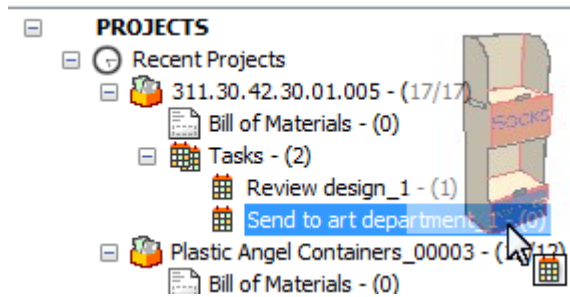 PROJECTS
Recent Projects
311.30.42.30.01.005 - (17/17)
SOCKS
Bill of Materials - (0)
Tasks - (2)
Review design_1 - (1)
Send to art department_1 - (0)
Plastic Angel Containers_00003 - (
Bill of Materials - (0)